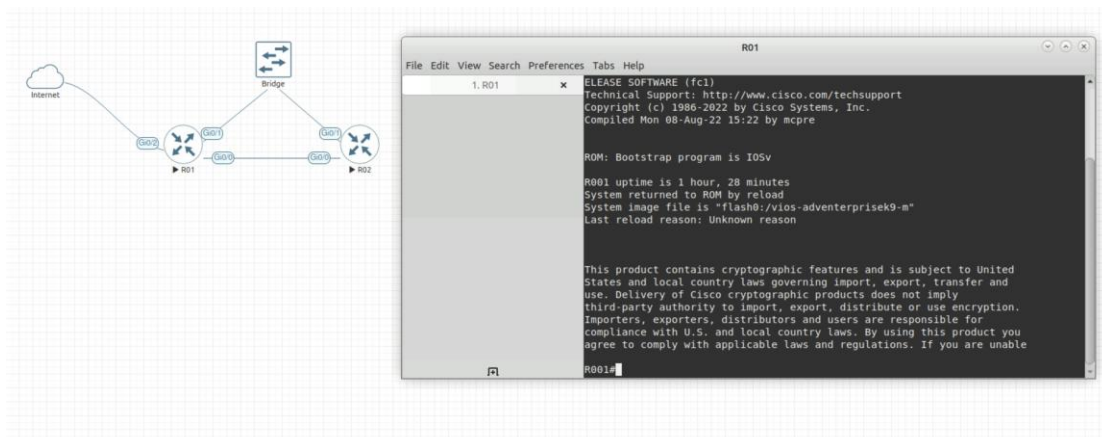 Internet
Bridge
Gi0/2
Gi0/1
Gi0/1
Gi0/0
Gi0/0
R01
R02
R01
File Edit View Search Preferences Tabs Help
1. R01
ELEASE SOFTWARE (fc1)
Technical Support: http://www.cisco.com/techsupport
Copyright (c) 1986-2022 by Cisco Systems, Inc.
Compiled Mon 08-Aug-22 15:22 by mcpre
ROM: Bootstrap program is IOSv
R001 uptime is 1 hour, 28 minutes
System returned to ROM by reload
System image file is "flash0:/vios-adventerprisek9-m"
Last reload reason: Unknown reason
This product contains cryptographic features and is subject to United
States and local country laws governing import, export, transfer and
use. Delivery of Cisco cryptographic products does not imply
third-party authority to import, export, distribute or use encryption.
Importers, exporters, distributors and users are responsible for
compliance with U.S. and local country laws. By using this product you
agree to comply with applicable laws and regulations. If you are unable
R001#